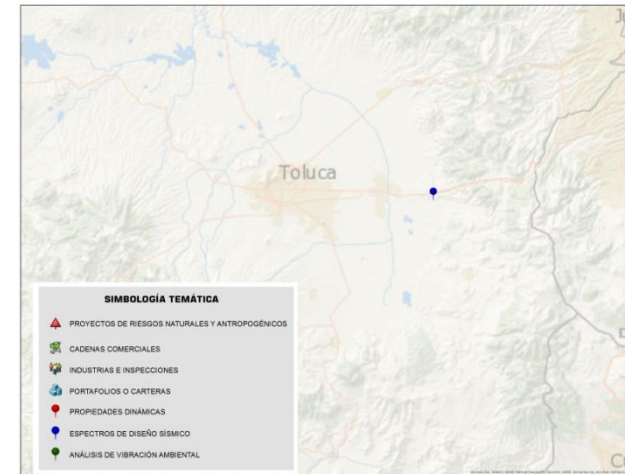 Toluca
SIMBOLOGÍA TEMÁTICA
PROYECTOS DE RIESGOS NATURALES Y ANTROPOGÉNICOS
CADENAS COMERCIALES
INDUSTRIAS E INSPECCIONES
PORTAFOLIOS O CARTERAS
PROPIEDADES DINÁMICAS
ESPECTROS DE DISEÑO SÍSMICO
ANÁLISIS DE VIBRACIÓN AMBIENTAL